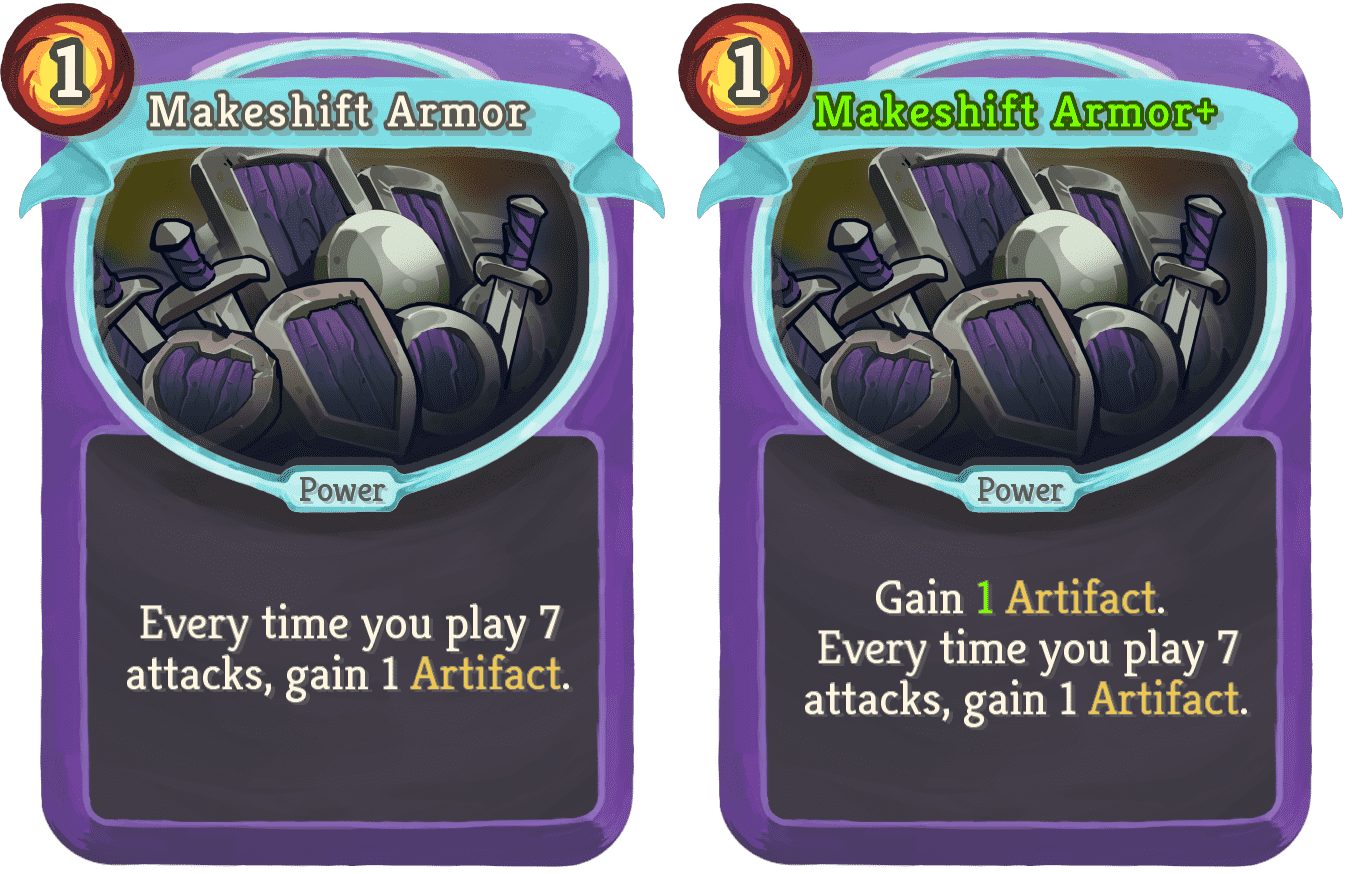 1
Makeshift Armor
Power
Every time you play 7
attacks, gain 1 Artifact.
1
Makeshift Armor+
Power
Gain 1 Artifact.
Every time you play 7
attacks, gain 1 Artifact.